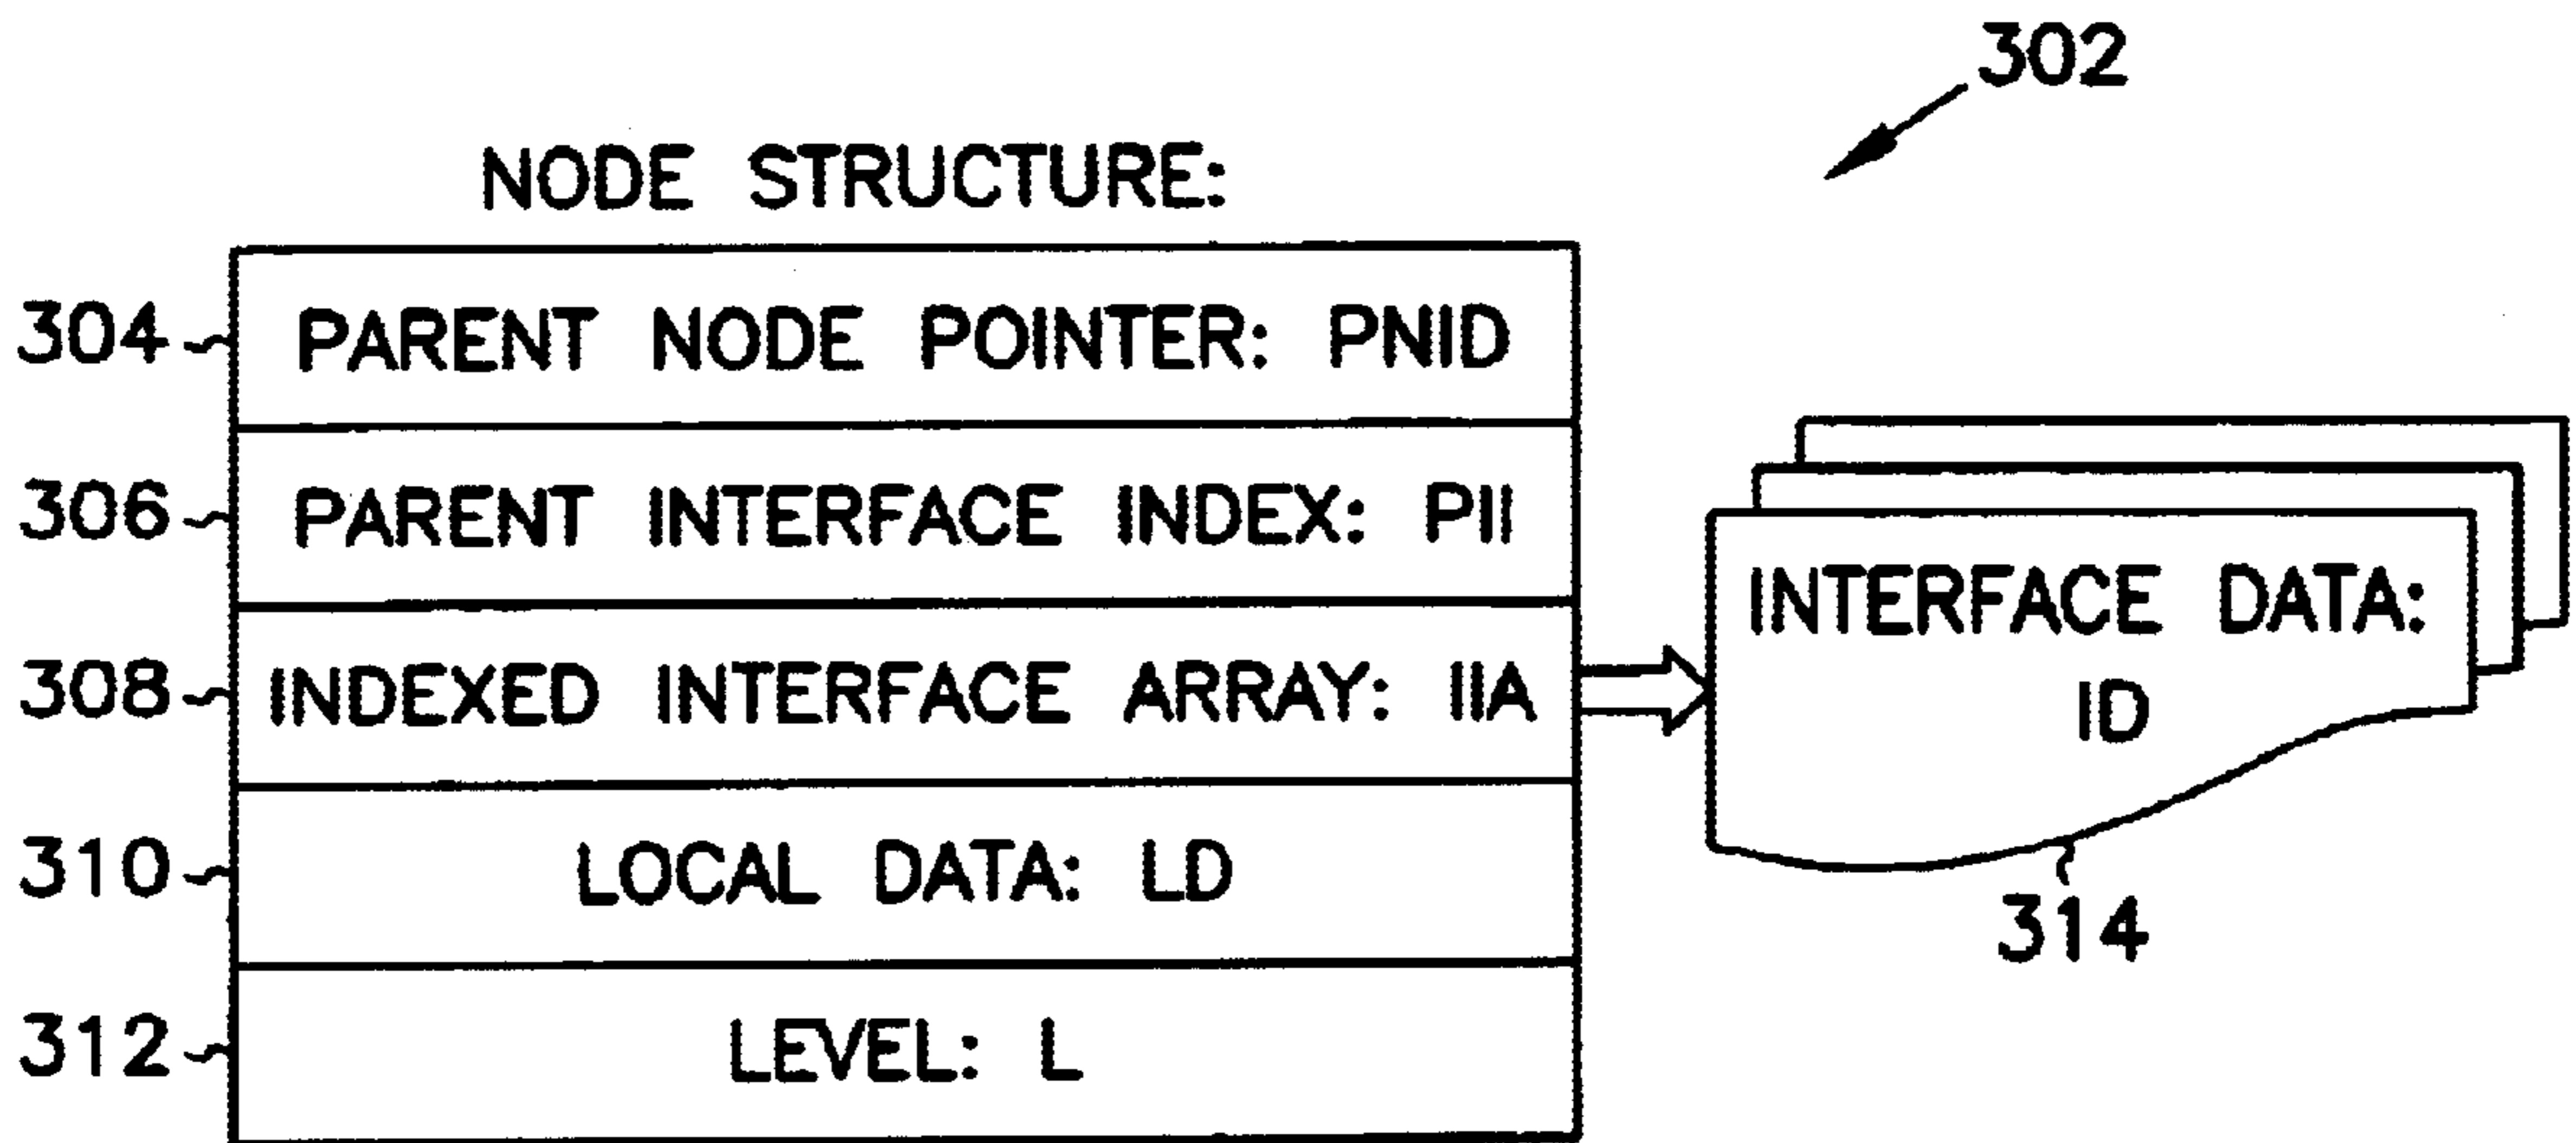 302
NODE STRUCTURE:
304 PARENT NODE POINTER: PNID
306 PARENT INTERFACE INDEX: PII
308 INDEXED INTERFACE ARRAY: IIA
INTERFACE DATA:
ID
310 LOCAL DATA: LD
314
312 LEVEL: L